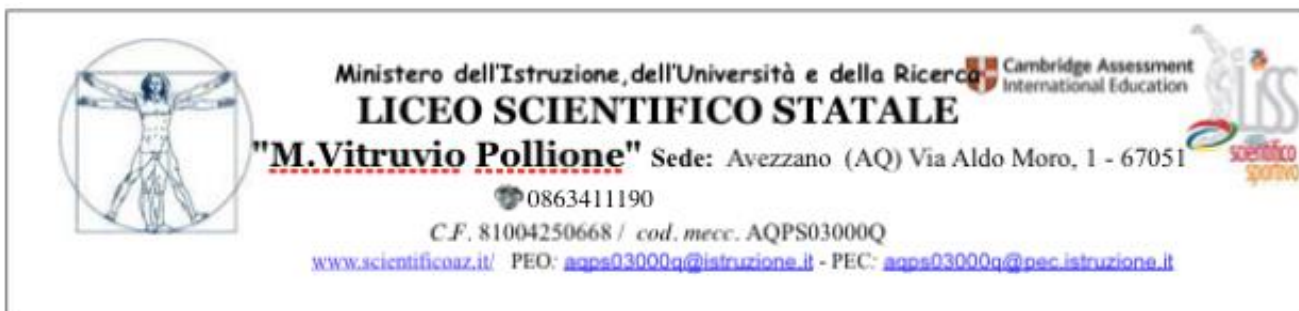 Ministero dell'Istruzione,dell'Università e della Ricerca
Cambridge Assessment
International Education
LICEO SCIENTIFICO STATALE
"M.Vitruvio Pollione" Sede: Avezzano (AQ) Via Aldo Moro, 1 - 67051
LiSS
scientifico
sportivo
0863411190
C.F. 81004250668 / cod. mecc. AQPS03000Q
www.scientificoaz.it/ PEO: aqps03000q@istruzione.it - PEC: aqps03000q@pec.istruzione.it